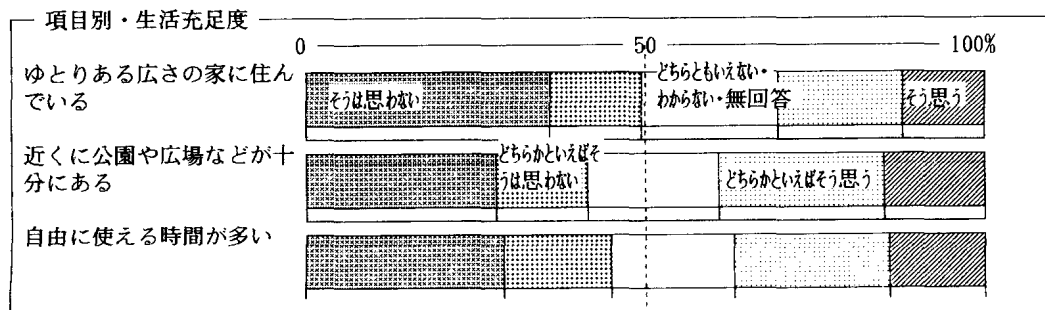 項目別・生活充足度
0 50 100%
ゆとりある広さの家に住ん
でいる
そうは思わない
どちらともいえない・
わからない・無回答
そう思う
近くに公園や広場などが十
分にある
どちらかといえばそ
うは思わない
どちらかといえばそう思う
自由に使える時間が多い